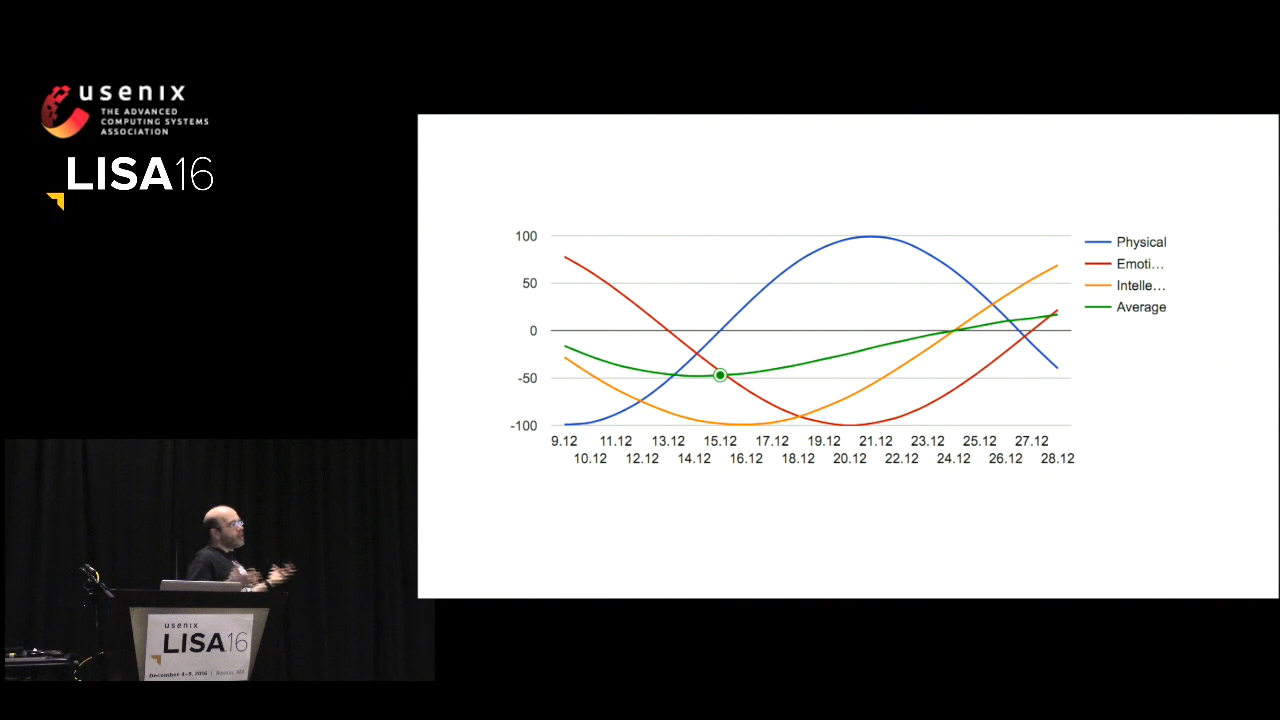 usenix
THE ADVANCED
COMPUTING SYSTEMS
ASSOCIATION
LISA16
100
50
0
-50
-100
9.12 11.12 13.12 15.12 17.12 19.12 21.12 23.12 25.12 27.12
10.12 12.12 14.12 16.12 18.12 20.12 22.12 24.12 26.12 28.12
Physical
Emoti...
Intelle...
Average
usenix
LISA16
December 4–9, 2016 | Boston, MA